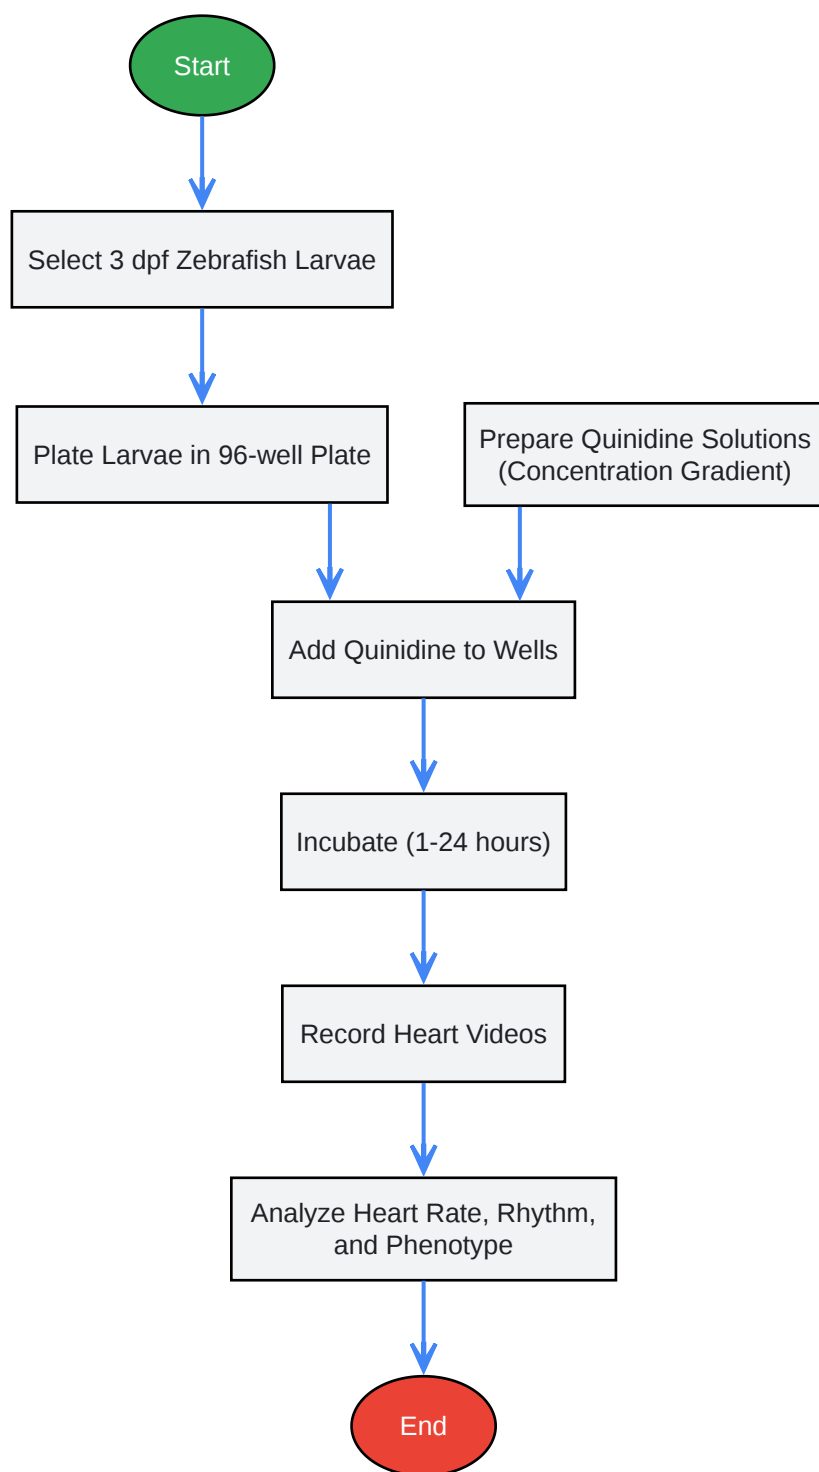 Start
Select 3 dpf Zebrafish Larvae
Plate Larvae in 96-well Plate
Prepare Quinidine Solutions
(Concentration Gradient)
Add Quinidine to Wells
Incubate (1-24 hours)
Record Heart Videos
Analyze Heart Rate, Rhythm,
and Phenotype
End